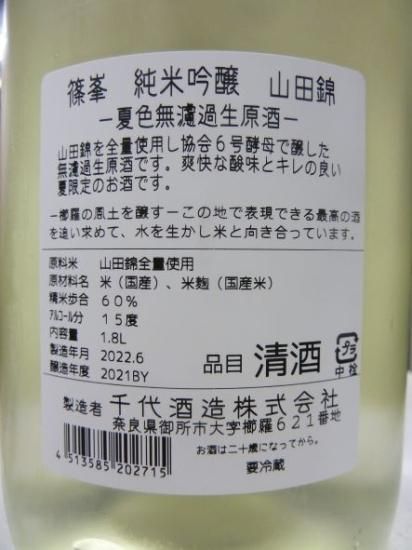 篠峯 純米吟醸 山田錦
ー夏色無濾過生原酒ー
山田錦を全量使用し協会6号酵母で醸した
無濾過生原酒です。爽快な酸味とキレの良い
夏限定のお酒です。
ー櫛羅の風土を醸すーこの地で表現できる最高の酒
を追い求めて、水を生かし米と向き合っています。
原料米 山田錦全量使用
原材料名 米(国産)、米麹(国産米)
精米歩合 60%
アルコール分 15度
内容量 1.8L
製造年月 2022.6
醸造年度 2021BY
品目 清酒
プラ
中栓
製造者 千代酒造株式会社
奈良県御所市大字櫛羅621番地
4 513585 202715
お酒は二十歳になってから。
要冷蔵